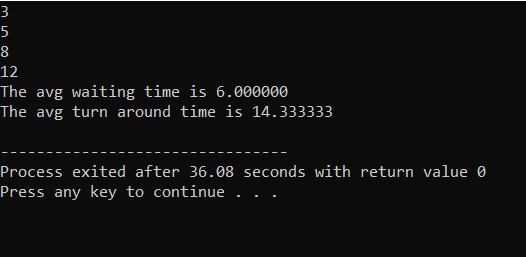 3
5
8
12
The avg waiting time is 6.000000
The avg turn around time is 14.333333
--------------------------------
Process exited after 36.08 seconds with return value 0
Press any key to continue . . .